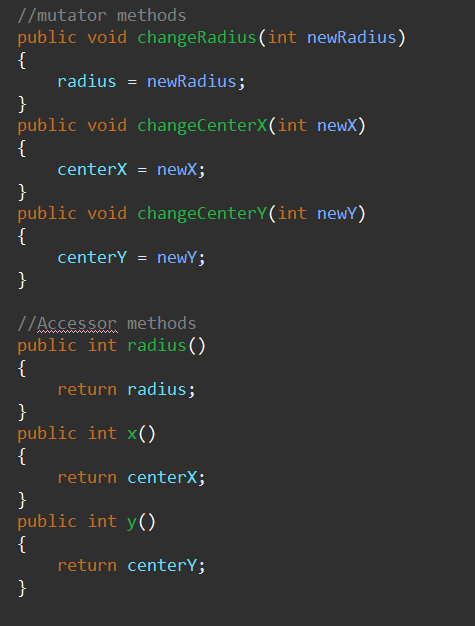 //mutator methods
public void changeRadius(int newRadius)
{
    radius = newRadius;
}
public void changeCenterX(int newX)
{
    centerX = newX;
}
public void changeCenterY(int newY)
{
    centerY = newY;
}

//Accessor methods
public int radius()
{
    return radius;
}
public int x()
{
    return centerX;
}
public int y()
{
    return centerY;
}